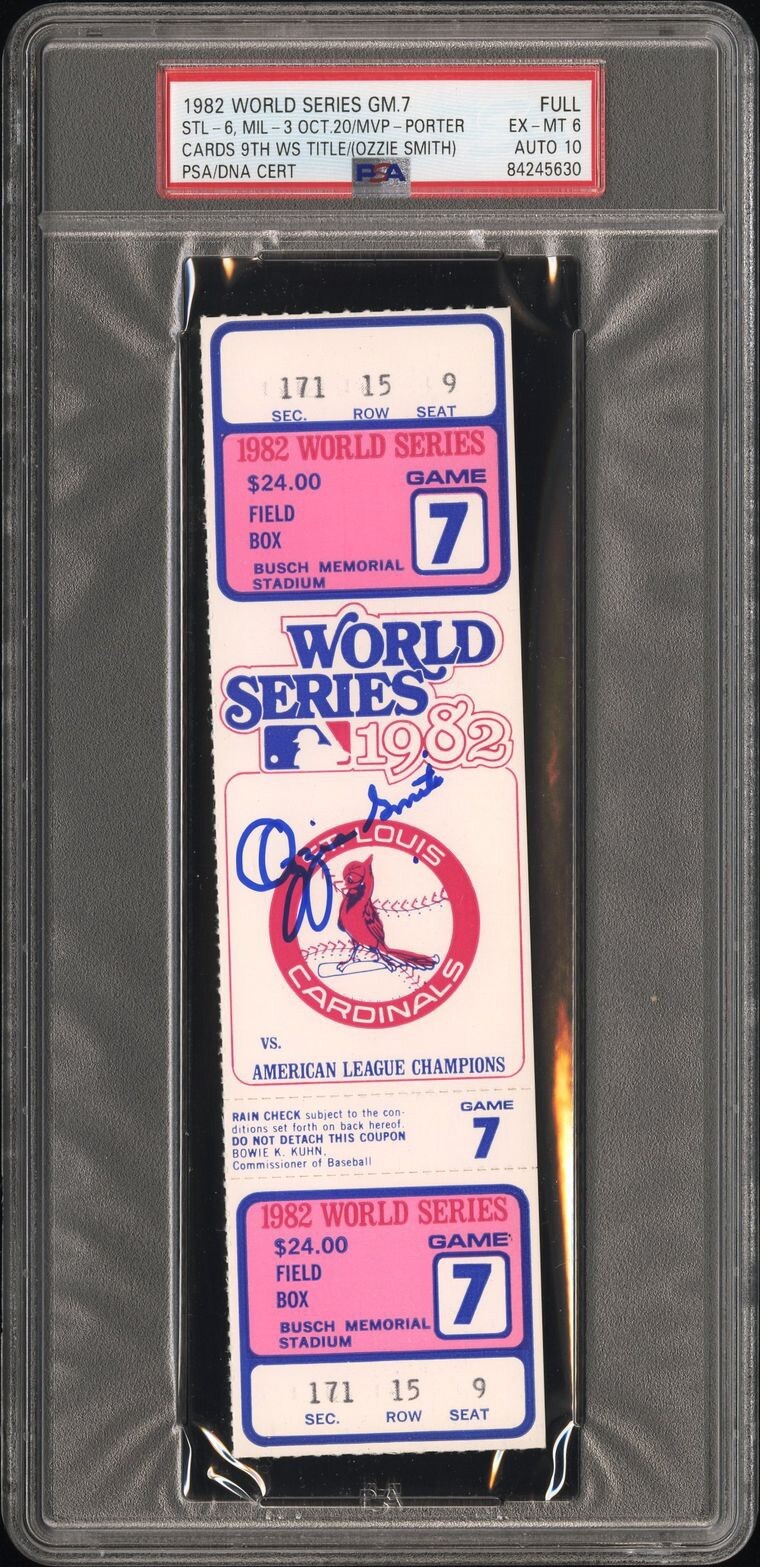 1982 WORLD SERIES GM.7 FULL
STL-6, MIL-3 OCT.20/MVP-PORTER EX-MT 6
CARDS 9TH WS TITLE/(OZZIE SMITH) AUTO 10
PSA/DNA CERT PSA 84245630
171 15 9
SEC. ROW SEAT
1982 WORLD SERIES
$24.00 GAME
FIELD 7
BOX
BUSCH MEMORIAL
STADIUM
WORLD
SERIES
1982
Ozzie Smith
ST. LOUIS
CARDINALS
VS.
AMERICAN LEAGUE CHAMPIONS
RAIN CHECK subject to the con- GAME
ditions set forth on back hereof. 7
DO NOT DETACH THIS COUPON
BOWIE K. KUHN,
Commissioner of Baseball
1982 WORLD SERIES
$24.00 GAME
FIELD 7
BOX
BUSCH MEMORIAL
STADIUM
171 15 9
SEC. ROW SEAT
PSA